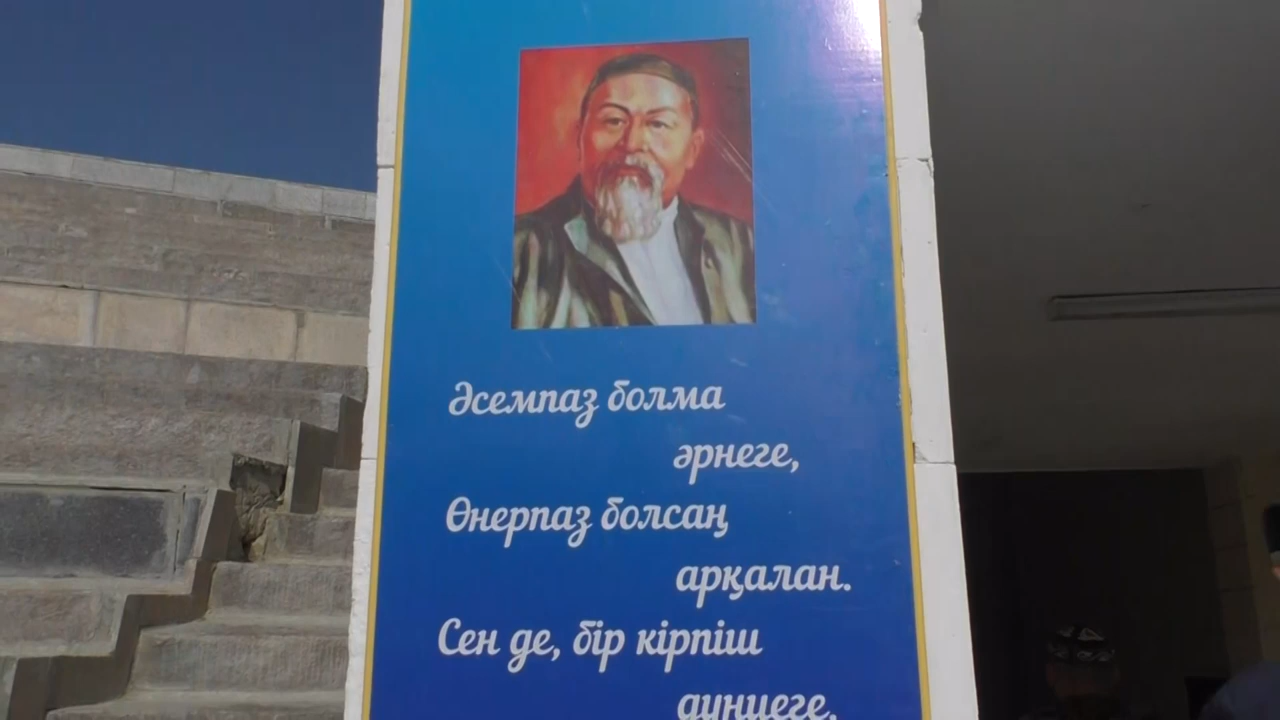 Әсемпаз болма
әрнеге,
Өнерпаз болсаң
арқалан.
Сен де, бір кірпіш
дүниеге,